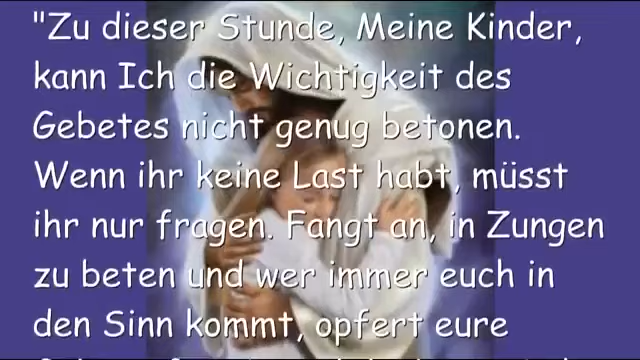 "Zu dieser Stunde, Meine Kinder,
kann Ich die Wichtigkeit des
Gebetes nicht genug betonen.
Wenn ihr keine Last habt, müsst
ihr nur fragen. Fangt an, in Zungen
zu beten und wer immer euch in
den Sinn kommt, opfert eure